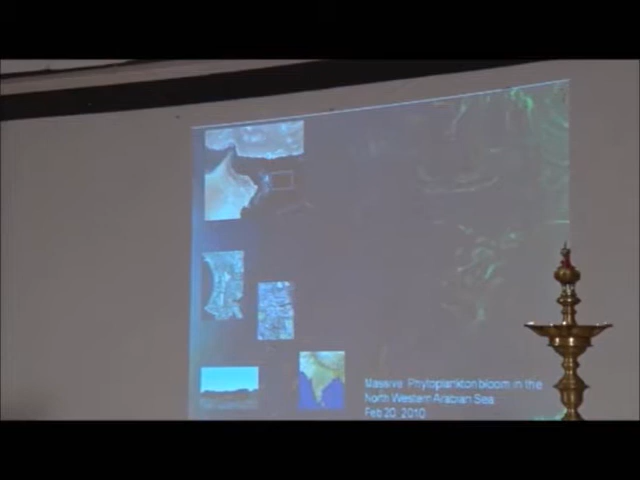 Massive Phytoplankton bloom in the
North Western Arabian Sea
Feb 20, 2010